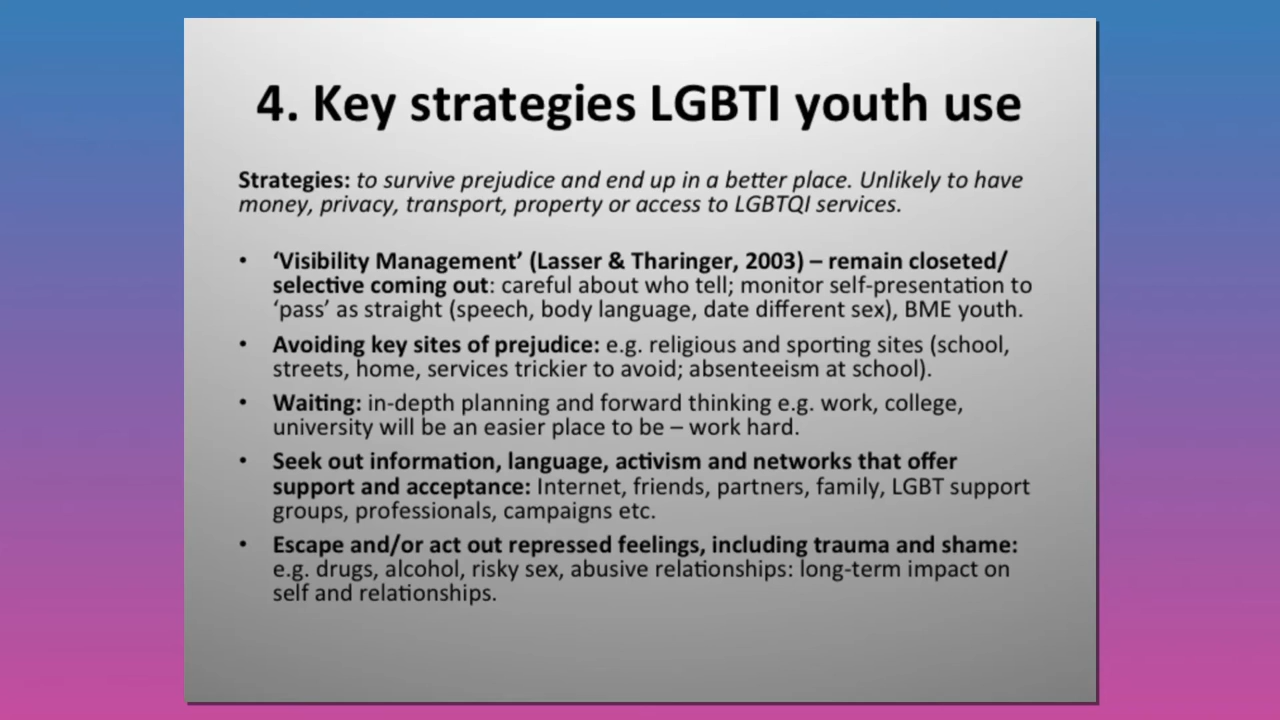 4. Key strategies LGBTI youth use
Strategies: to survive prejudice and end up in a better place. Unlikely to have
money, privacy, transport, property or access to LGBTQI services.
• ‘Visibility Management’ (Lasser & Tharinger, 2003) – remain closeted/
selective coming out: careful about who tell; monitor self-presentation to
‘pass’ as straight (speech, body language, date different sex), BME youth.
• Avoiding key sites of prejudice: e.g. religious and sporting sites (school,
streets, home, services trickier to avoid; absenteeism at school).
• Waiting: in-depth planning and forward thinking e.g. work, college,
university will be an easier place to be – work hard.
• Seek out information, language, activism and networks that offer
support and acceptance: Internet, friends, partners, family, LGBT support
groups, professionals, campaigns etc.
• Escape and/or act out repressed feelings, including trauma and shame:
e.g. drugs, alcohol, risky sex, abusive relationships: long-term impact on
self and relationships.